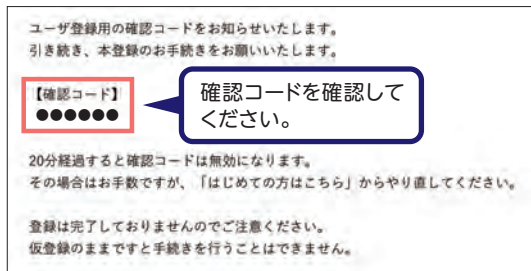 ユーザ登録用の確認コードをお知らせいたします。
引き続き、本登録のお手続きをお願いいたします。
【確認コード】
●●●●●●
確認コードを確認して
ください。
20分経過すると確認コードは無効になります。
その場合はお手数ですが、「はじめての方はこちら」からやり直してください。
登録は完了しておりませんのでご注意ください。
仮登録のままですと手続きを行うことはできません。